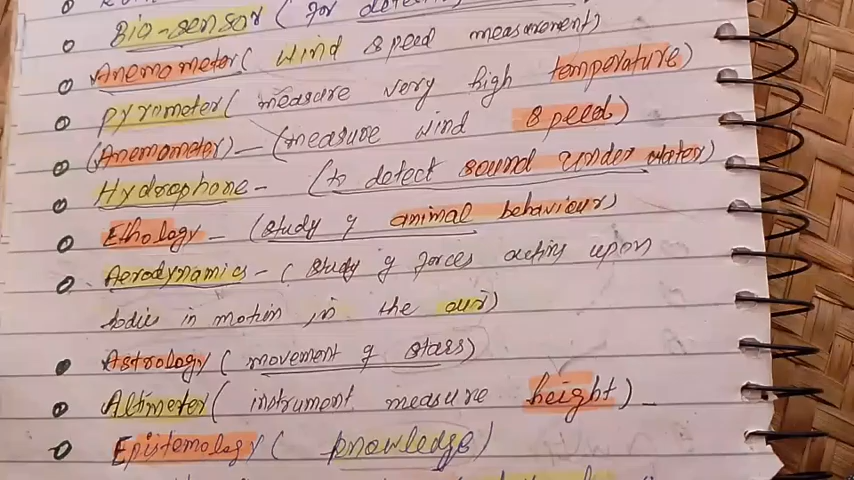 Bio-sensor ( for
Anemometer ( wind speed measurement)
Pyrometer ( measure very high temperature)
(Anemometer) - (measure wind speed)
Hydrophone - (to detect sound under water)
Ethology - (study of animal behaviour)
Aerodynamics - ( study of forces acting upon
bodie in motion in the air)
Astrology ( movement of stars)
Altimeter ( instrument measure height) -
Epistemology ( knowledge)